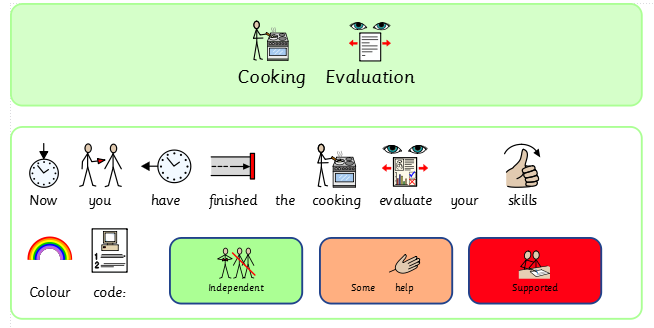 Cooking Evaluation
Now you have finished the cooking evaluate your skills
Colour code: Independent Some help Supported